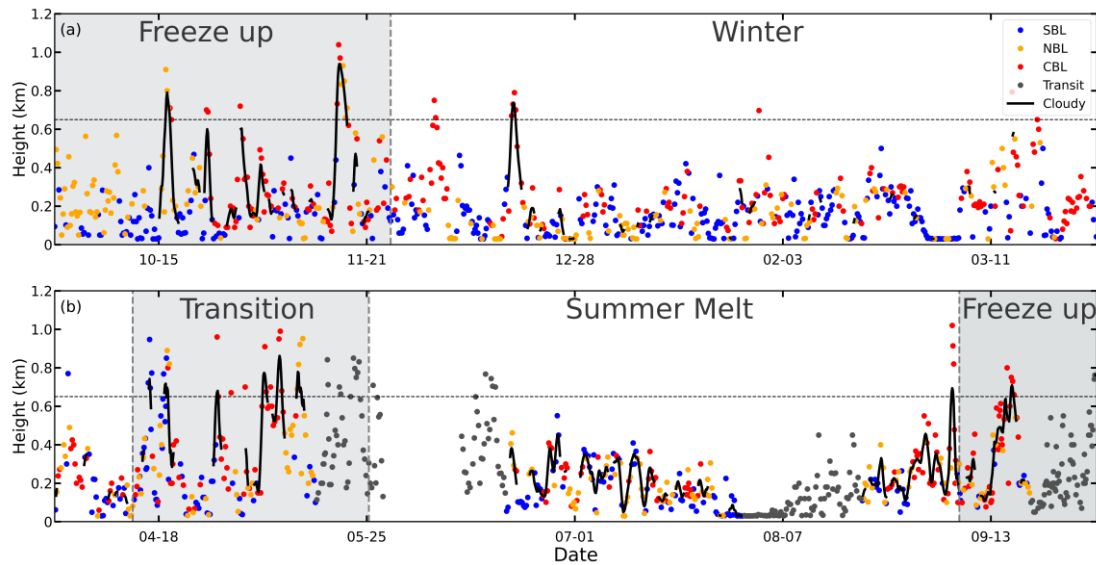 (a)
Freeze up
Winter
SBL
NBL
CBL
Transit
Cloudy
Height (km)
1.2
1.0
0.8
0.6
0.4
0.2
0
10-15
11-21
12-28
02-03
03-11
(b)
Transition
Summer Melt
Freeze up
Height (km)
1.2
1.0
0.8
0.6
0.4
0.2
0
04-18
05-25
07-01
08-07
09-13
Date